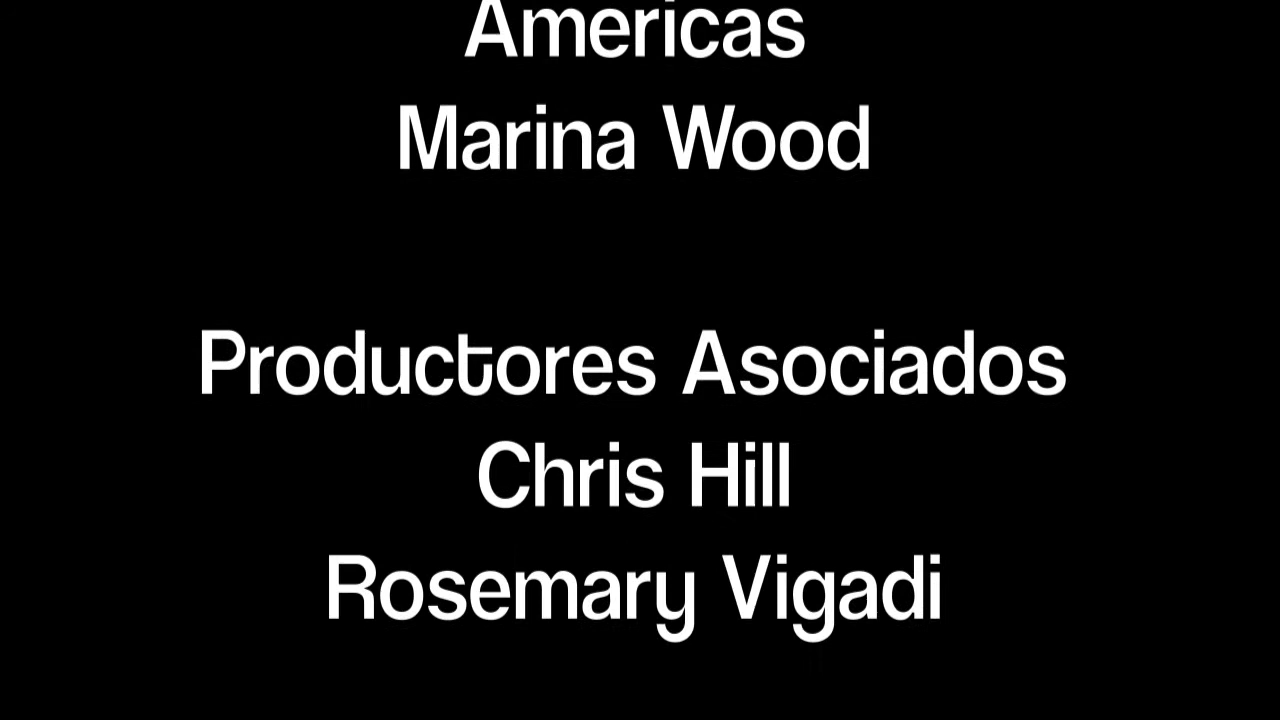 Americas
Marina Wood
Productores Asociados
Chris Hill
Rosemary Vigadi